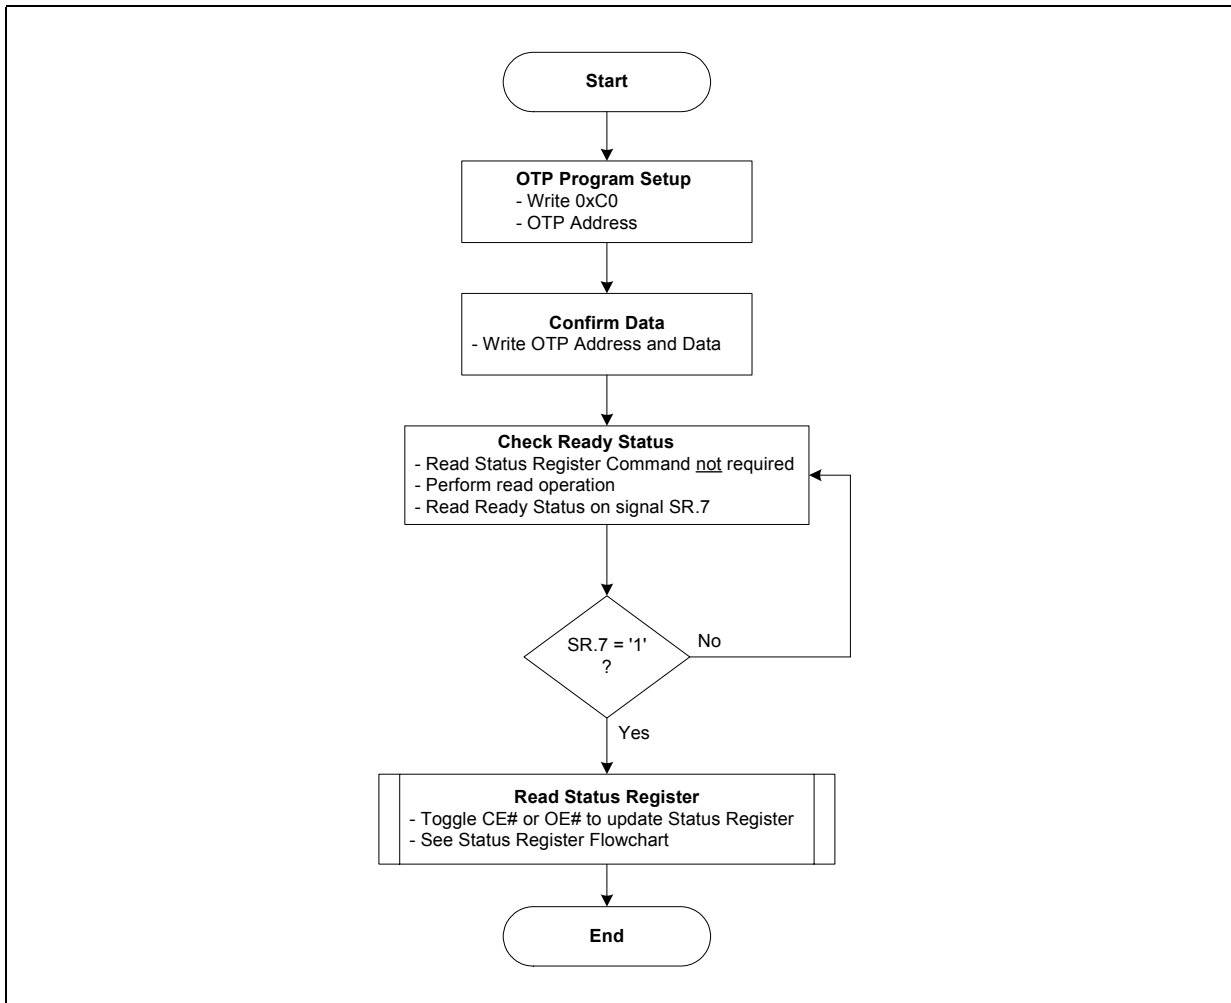 Start
OTP Program Setup
- Write 0xC0
- OTP Address
Confirm Data
- Write OTP Address and Data
Check Ready Status
- Read Status Register Command not required
- Perform read operation
- Read Ready Status on signal SR.7
SR.7 = '1'
?
No
Yes
Read Status Register
- Toggle CE# or OE# to update Status Register
- See Status Register Flowchart
End